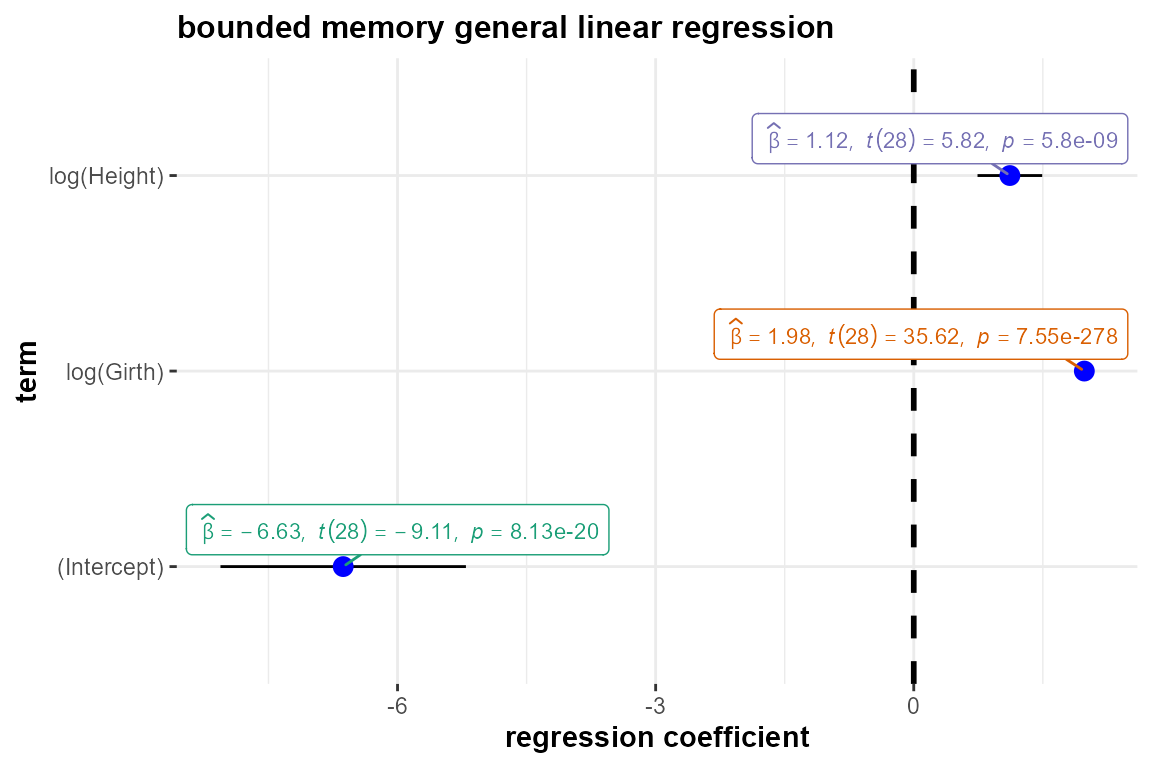 bounded memory general linear regression
log(Height)
β̂ = 1.12, t(28) = 5.82, p = 5.8e-09
log(Girth)
β̂ = 1.98, t(28) = 35.62, p = 7.55e-278
(Intercept)
β̂ = −6.63, t(28) = −9.11, p = 8.13e-20
term
-6 -3 0
regression coefficient